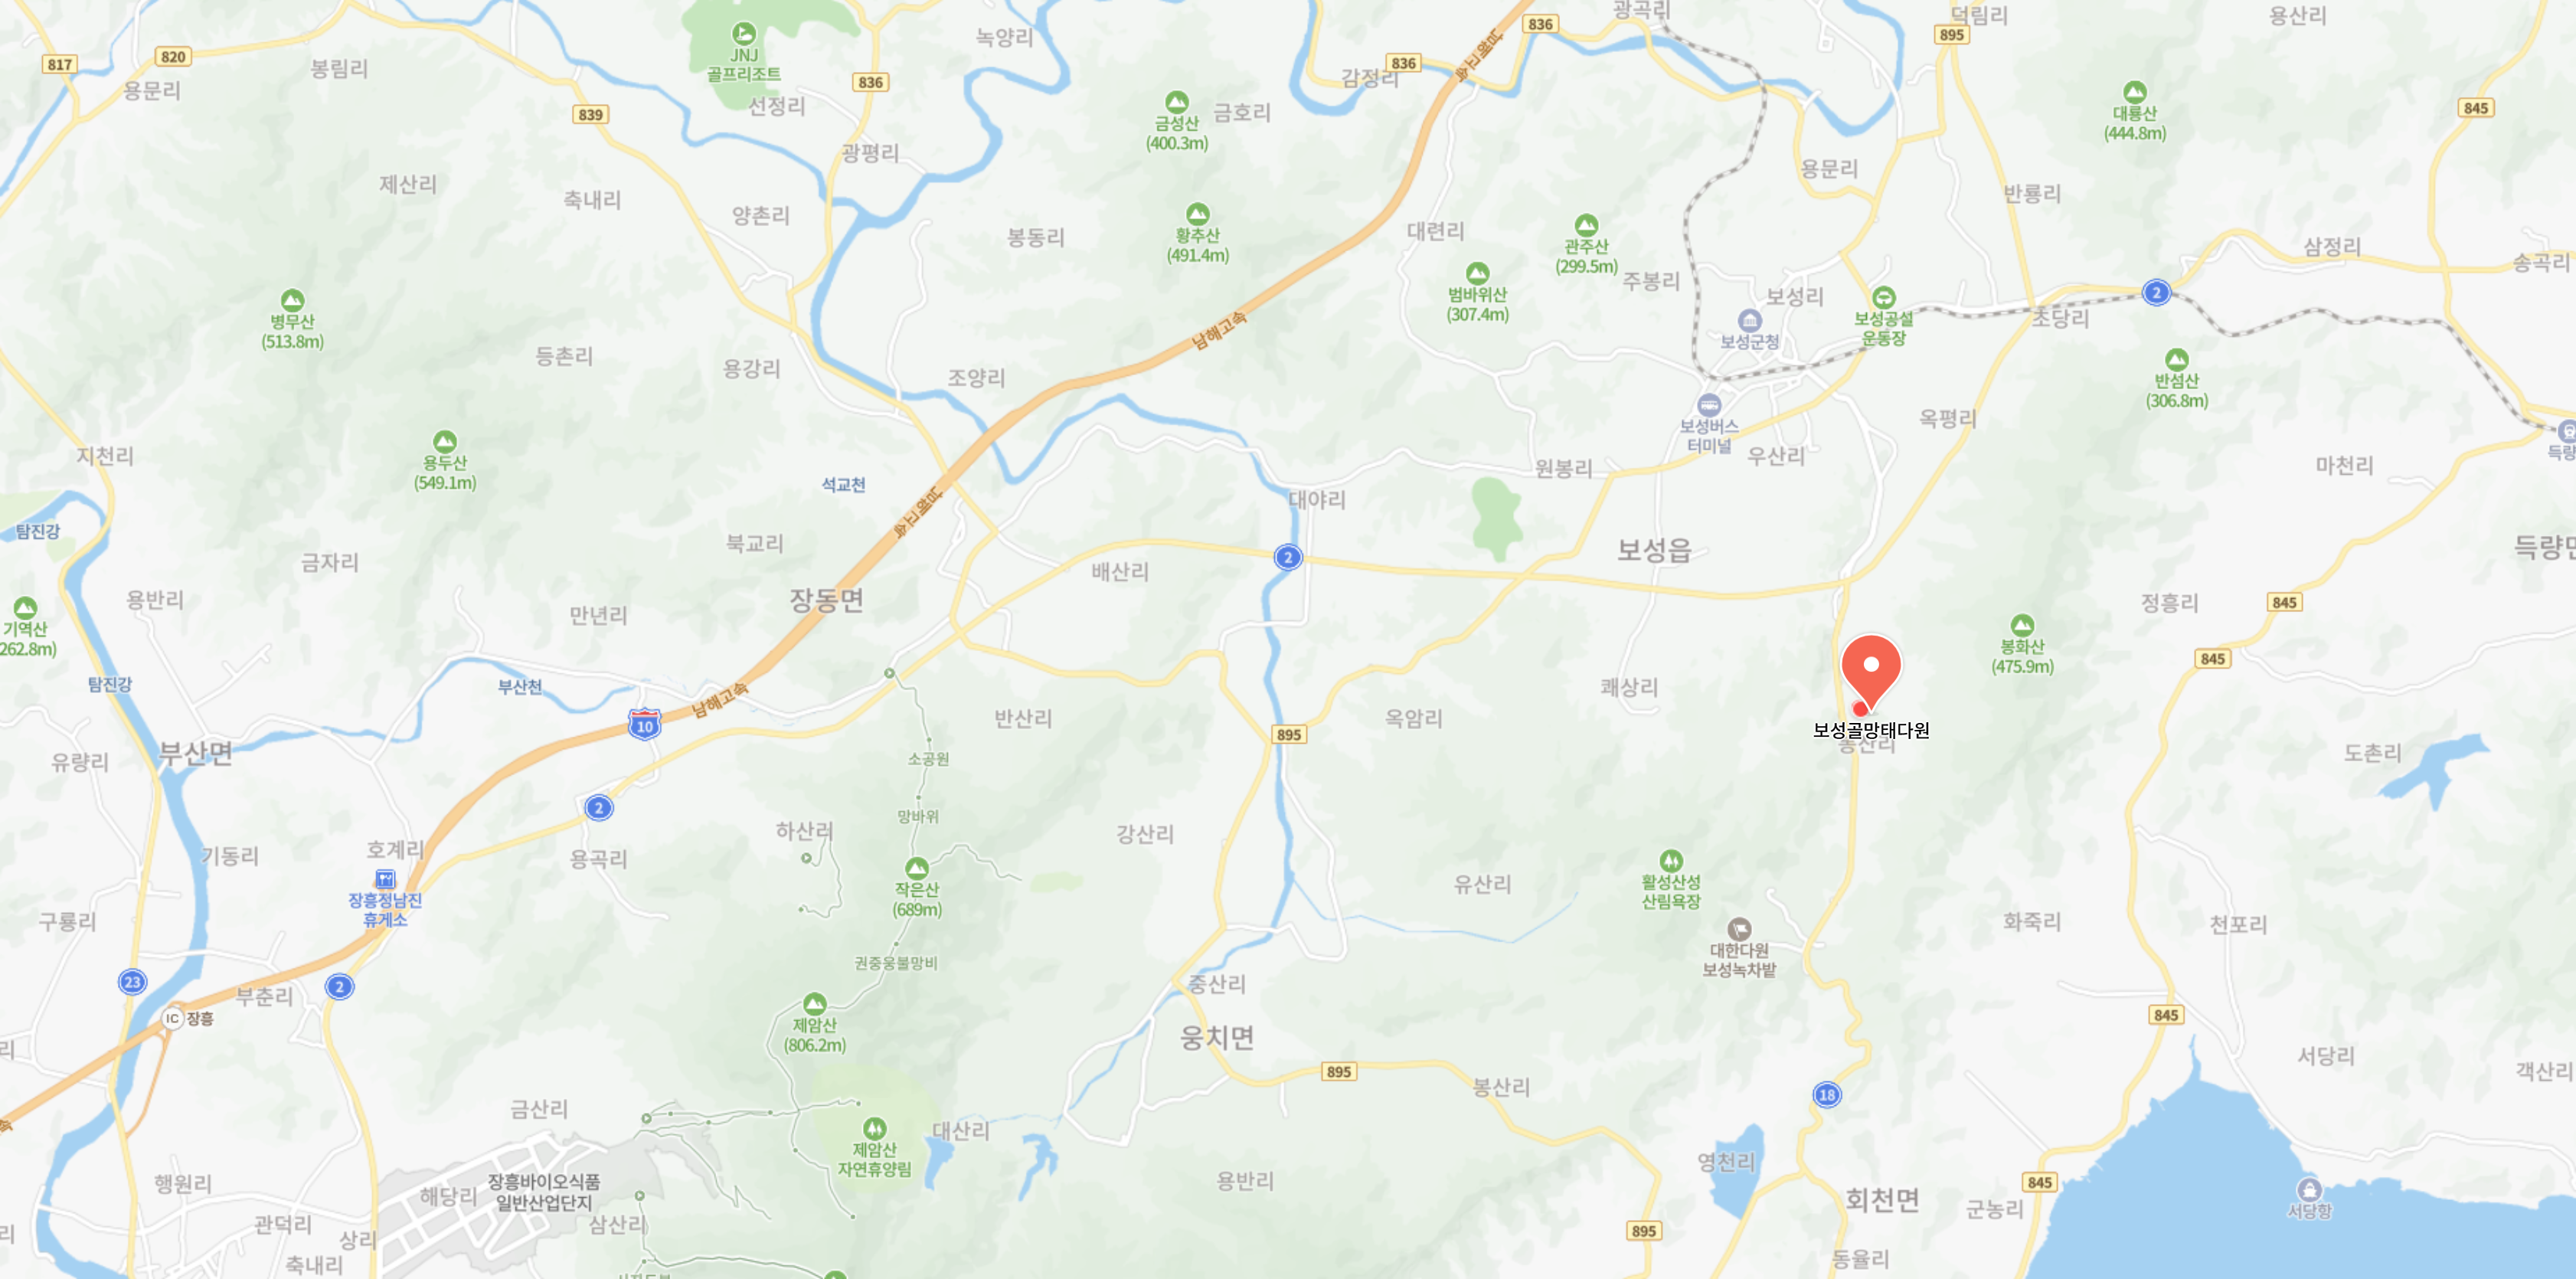 광곡리
덕림리
용산리
836
895
녹양리
817
820
봉림리
JNJ
골프리조트
836
836
감정리
남해고속
용문리
839
선정리
금성산
(400.3m)
금호리
대룡산
(444.8m)
845
광평리
용문리
제산리
축내리
양촌리
반룡리
봉동리
황추산
(491.4m)
대련리
관주산
(299.5m)
삼정리
송곡리
범바위산
(307.4m)
주봉리
보성리
2
병무산
(513.8m)
보성군청
보성공설
운동장
초당리
남해고속
등촌리
용강리
조양리
반섬산
(306.8m)
옥평리
보성버스
터미널
우산리
득량
지천리
용두산
(549.1m)
석교천
원봉리
마천리
대야리
남해고속
탐진강
북교리
금자리
배산리
2
보성읍
득량면
용반리
만년리
장동면
정흥리
845
기역산
262.8m)
봉화산
(475.9m)
845
탐진강
부산천
남해고속
10
반산리
옥암리
쾌상리
895
보성골망태다원
봉산리
부산면
유량리
소공원
도촌리
2
망바위
하산리
강산리
기동리
호계리
용곡리
작은산
(689m)
유산리
활성산성
산림욕장
장흥정남진
휴게소
구룡리
화죽리
천포리
대한다원
보성녹차밭
권중웅불망비
23
2
부춘리
중산리
IC 장흥
제암산
(806.2m)
웅치면
845
리
서당리
895
객산리
봉산리
18
금산리
속
제암산
자연휴양림
대산리
영천리
행원리
해당리
장흥바이오식품
일반산업단지
용반리
845
회천면
군농리
서당항
관덕리
삼산리
리
상리
895
축내리
동율리